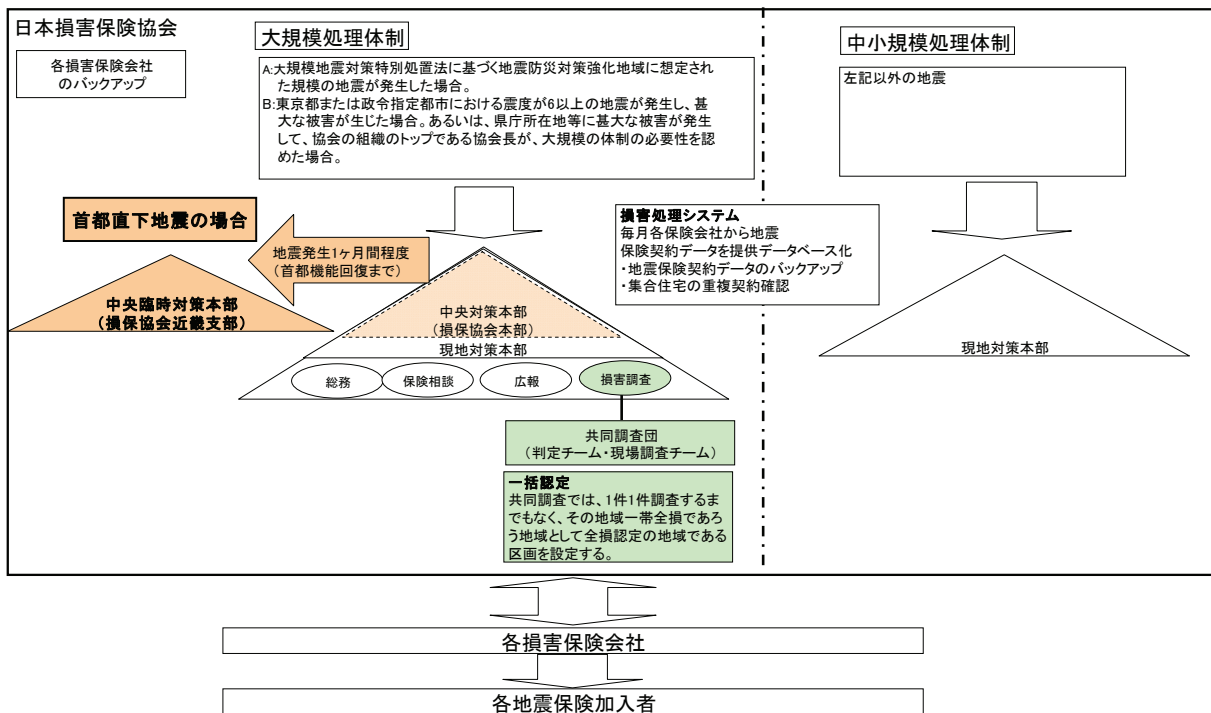 日本損害保険協会
各損害保険会社
のバックアップ
大規模処理体制
A:大規模地震対策特別処置法に基づく地震防災対策強化地域に想定され
た規模の地震が発生した場合。
B:東京都または政令指定都市における震度が6以上の地震が発生し、甚
大な被害が生じた場合。あるいは、県庁所在地等に甚大な被害が発生
して、協会の組織のトップである協会長が、大規模の体制の必要性を認
めた場合。
中小規模処理体制
左記以外の地震
首都直下地震の場合
地震発生1ヶ月間程度
（首都機能回復まで）
中央臨時対策本部
（損保協会近畿支部）
損害処理システム
毎月各保険会社から地震
保険契約データを提供データベース化
・地震保険契約データのバックアップ
・集合住宅の重複契約確認
中央対策本部
（損保協会本部）
現地対策本部
総務
保険相談
広報
損害調査
現地対策本部
共同調査団
（判定チーム・現場調査チーム）
一括認定
共同調査では、1件1件調査するま
でもなく、その地域一帯全損であろ
う地域として全損認定の地域である
区画を設定する。
各損害保険会社
各地震保険加入者